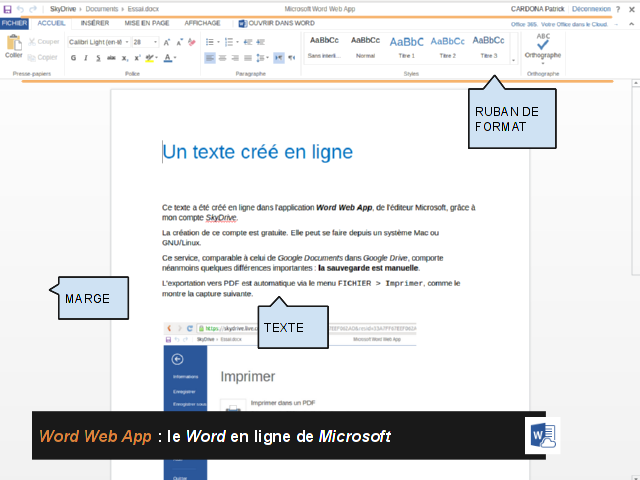 SkyDrive › Documents › Essai.docx Microsoft Word Web App CARDONA Patrick Déconnexion ?
FICHIER ACCUEIL INSÉRER MISE EN PAGE AFFICHAGE OUVRIR DANS WORD Office 365. Votre Office dans le Cloud.
Coller Couper Copier
Calibri Light (en-tê 28
G I S abc x₂ x²
AaBbCc AaBbCc AaBbC AaBbCc AaBbCc
Sans interli... Normal Titre 1 Titre 2 Titre 3
ABC
Orthographe
Presse-papiers Police Paragraphe Styles Orthographe
RUBAN DE
FORMAT
Un texte créé en ligne
Ce texte a été créé en ligne dans l'application Word Web App, de l'éditeur Microsoft, grâce à
mon compte SkyDrive.
La création de ce compte est gratuite. Elle peut se faire depuis un système Mac ou
GNU/Linux.
Ce service, comparable à celui de Google Documents dans Google Drive, comporte
néanmoins quelques différences importantes : la sauvegarde est manuelle.
L'exportation vers PDF est automatique via le menu FICHIER > Imprimer, comme le
montre la capture suivante.
MARGE
TEXTE
https://skydrive.live.c
SkyDrive › Essai.docx Microsoft Word Web App
Informations
Imprimer
Enregistrer
Enregistrer sous
Imprimer dans un PDF
Word Web App : le Word en ligne de Microsoft
Outlive